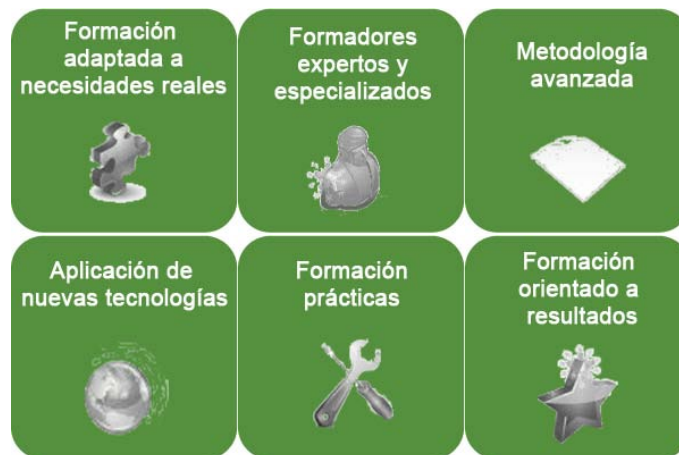 Formación
adaptada a
necesidades reales
Formadores
expertos y
especializados
Metodología
avanzada
Aplicación de
nuevas tecnologías
Formación
prácticas
Formación
orientado a
resultados